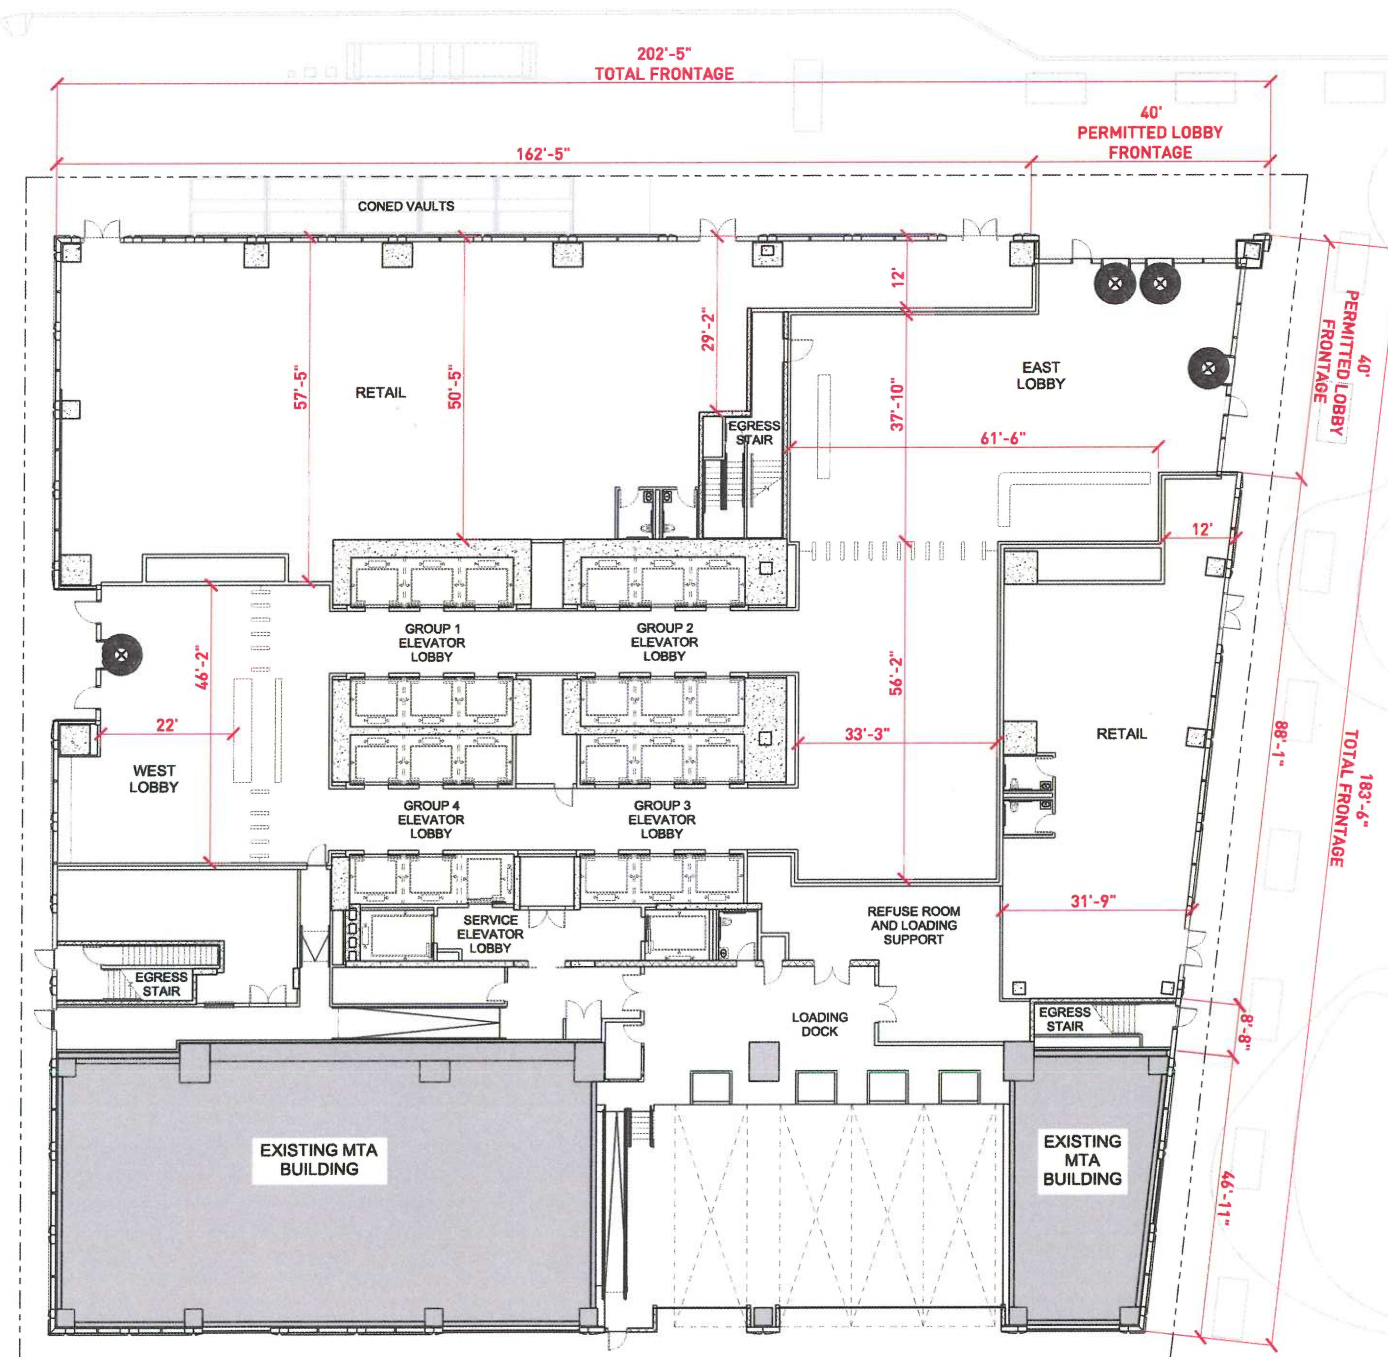 202'-5"
TOTAL FRONTAGE
40'
PERMITTED LOBBY
FRONTAGE
162'-5"
CONED VAULTS
12'
29'-2"
57'-5"
50'-5"
RETAIL
37'-10"
EAST
LOBBY
40'
PERMITTED LOBBY
FRONTAGE
EGRESS
STAIR
61'-6"
12'
GROUP 1
ELEVATOR
LOBBY
GROUP 2
ELEVATOR
LOBBY
46'-2"
56'-2"
22'
33'-3"
RETAIL
88'-1"
183'-6"
TOTAL FRONTAGE
WEST
LOBBY
GROUP 4
ELEVATOR
LOBBY
GROUP 3
ELEVATOR
LOBBY
31'-9"
SERVICE
ELEVATOR
LOBBY
REFUSE ROOM
AND LOADING
SUPPORT
EGRESS
STAIR
LOADING
DOCK
EGRESS
STAIR
8'-8"
EXISTING MTA
BUILDING
EXISTING
MTA
BUILDING
46'-11"